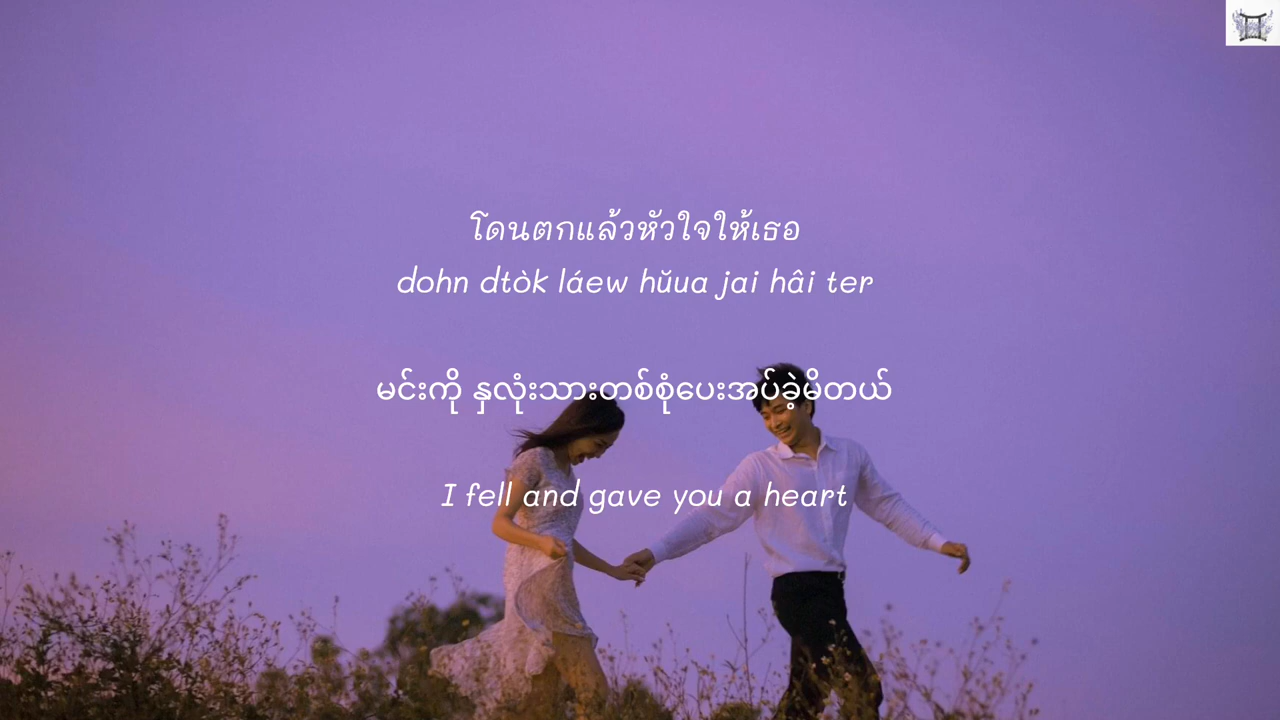 โดนตกแล้วหัวใจให้เธอ
dohn dtòk láew hŭua jai hâi ter
မင်းကို နှလုံးသားတစ်စုံပေးအပ်ခဲ့မိတယ်
I fell and gave you a heart